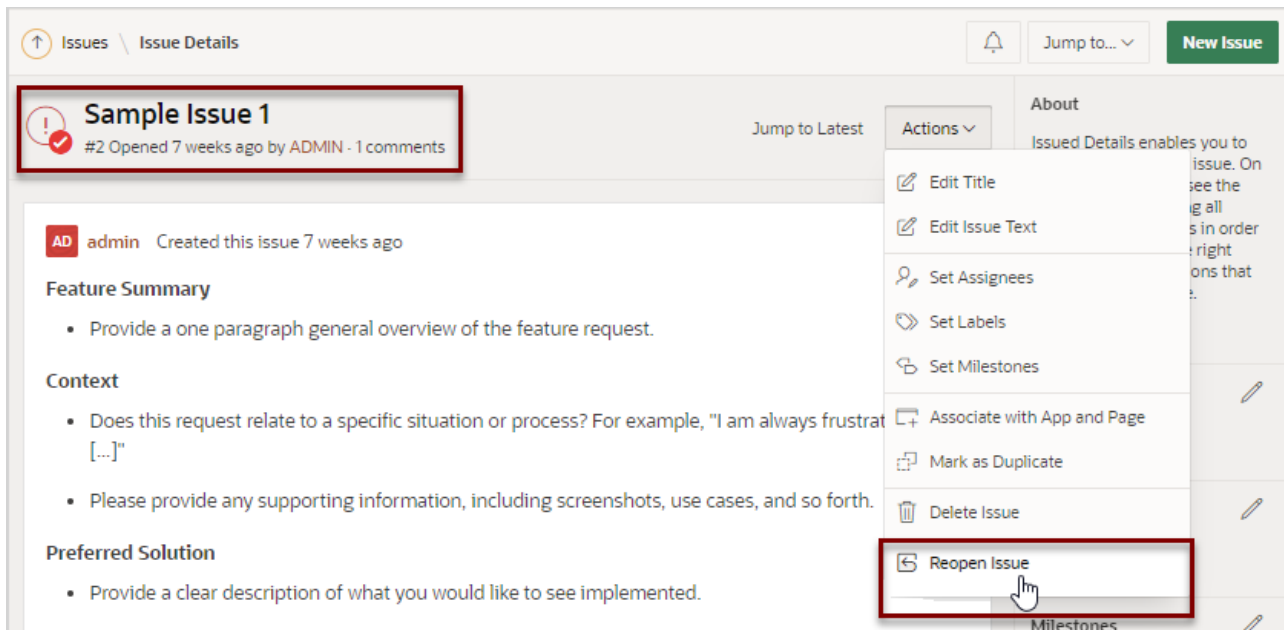 Issues \ Issue Details
Jump to...
New Issue
Sample Issue 1
#2 Opened 7 weeks ago by ADMIN - 1 comments
Jump to Latest
Actions
AD admin Created this issue 7 weeks ago
Feature Summary
• Provide a one paragraph general overview of the feature request.
Context
• Does this request relate to a specific situation or process? For example, "I am always frustrat
[...]"
• Please provide any supporting information, including screenshots, use cases, and so forth.
Preferred Solution
• Provide a clear description of what you would like to see implemented.
Edit Title
Edit Issue Text
Set Assignees
Set Labels
Set Milestones
Associate with App and Page
Mark as Duplicate
Delete Issue
Reopen Issue
About
Issued Details enables you to
issue. On
see the
g all
s in order
right
ons that
Milestones